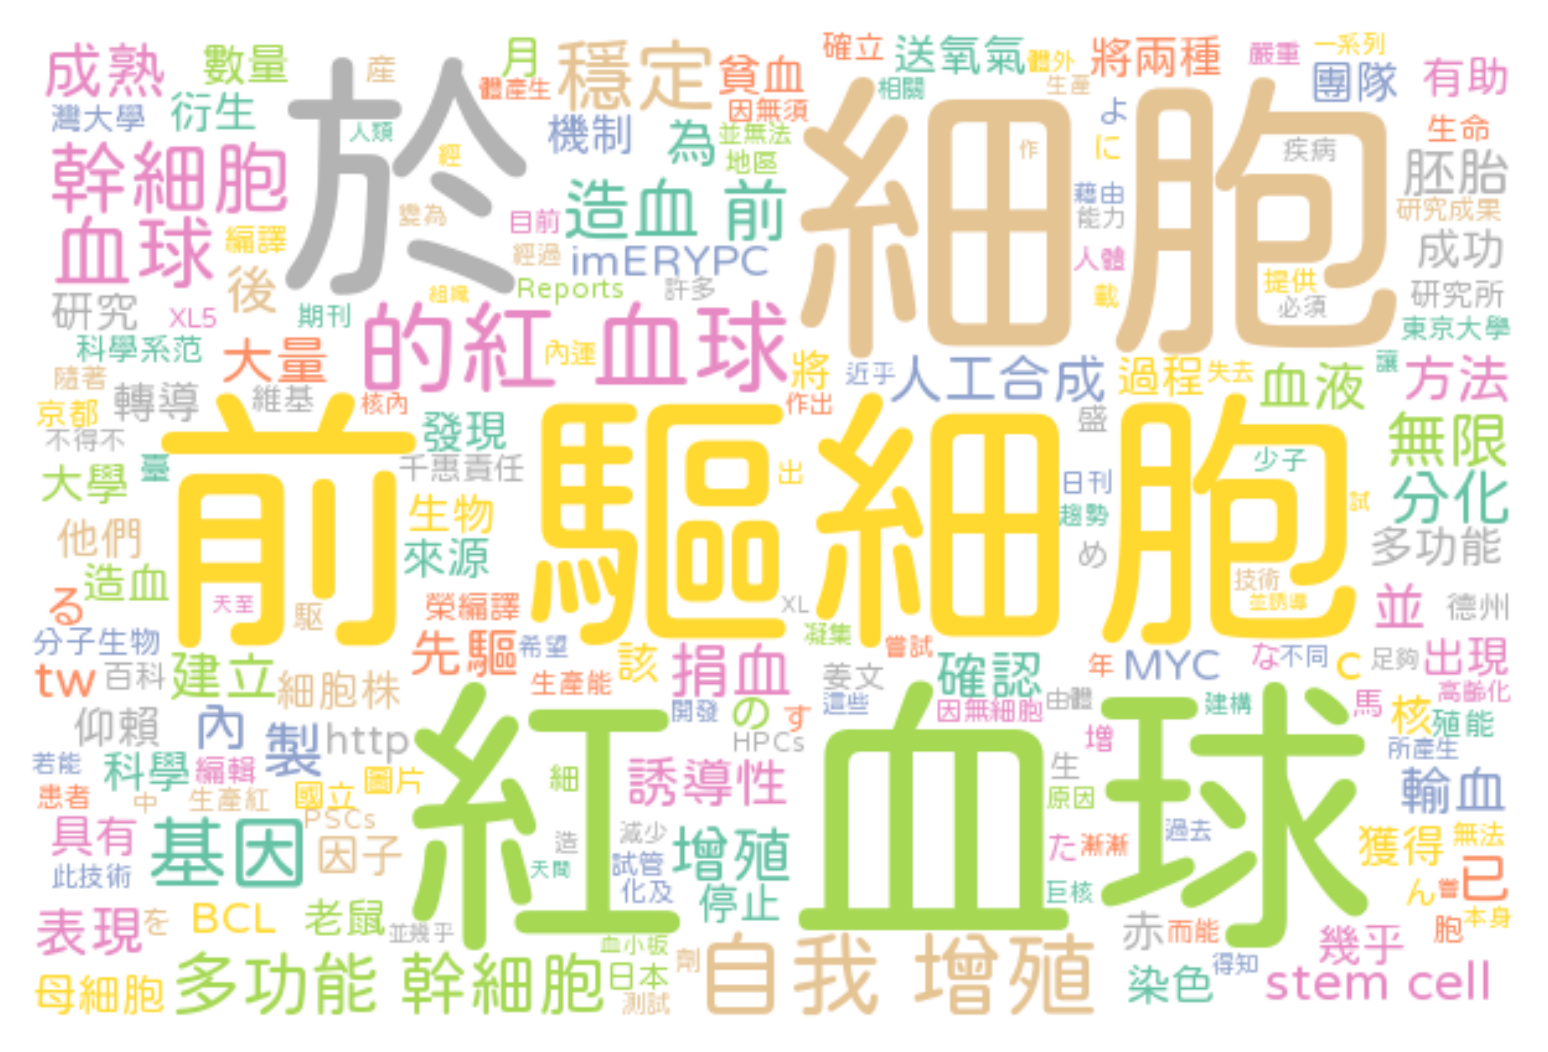 成熟 數量 月 穩定 貧血 確立 送氧氣 體外 將兩種 嚴重 一系列 團隊 有助
産 體產生 因無須 相關 生產
灣大學 衍生 人類 機制 為 並無法 よ 生命
於 細胞
幹細胞 經 地區 作 に 疾病 胚胎
血球 變為 目前 造血 前 藉由 能力 研究成果
編譯 經過 imERYPC 人體 成功
後 組織 Reports 許多 載 提供 必須 研究所
研究 XL5 期刊 的紅 血球 東京大學
科學系范 大量 內運 將 近乎 人工合成 過程 失去 血液 讓 方法
隨著 轉導 維基 核內 作出
京都 發現 盛 無限
不得不 前 驅細胞
大學 臺 千惠責任 出 日刊 少子 分化
他們 生物 趨勢 試
來源 め 多功能
造血 技術
る 天至 駆 榮編譯 XL 並誘導 並 德州
分子生物 先驅 希望 凝集 嘗試
tw 百科 建立 細胞株 生產能 該 捐血 姜文 確認 年 MYC な 不同 c 足夠 出現
仰賴 內 開發 の す 這些 因無細胞 由體 建構 馬 核 高齡化
製 http HPCs 紅 血球 增 殖能
若能 科學 編輯 圖片 細 誘導性 生 所產生
患者 中 生產紅 國立 原因 輸血
具有 基因 PSCs 因子 造 減少 增殖 た 漸漸 過去 獲得 無法
此技術 天間 試管 化及 停止 巨核 ん 嘗 已
表現 を BCL 老鼠 並幾乎 血小板 赤 而能 幾乎 胞 本身
母細胞 多功能 幹細胞 日本 測試 劑 自我 增殖 染色 得知 stem cell